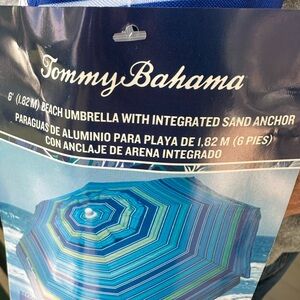 Tommy Bahama
6' (1.82 M) BEACH UMBRELLA WITH INTEGRATED SAND ANCHOR
PARAGUAS DE ALUMINIO PARA PLAYA DE 1.82 M (6 PIES)
CON ANCLAJE DE ARENA INTEGRADO